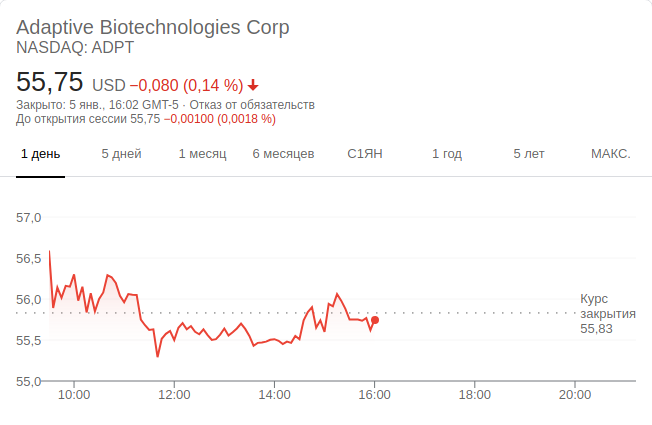 Adaptive Biotechnologies Corp
NASDAQ: ADPT
55,75 USD −0,080 (0,14 %)
Закрыто: 5 янв., 16:02 GMT-5 · Отказ от обязательств
До открытия сессии 55,75 −0,00100 (0,0018 %)
1 день 5 дней 1 месяц 6 месяцев С1ЯН 1 год 5 лет МАКС.
57,0
56,5
56,0
Курс
закрытия
55,83
55,5
55,0
10:00 12:00 14:00 16:00 18:00 20:00